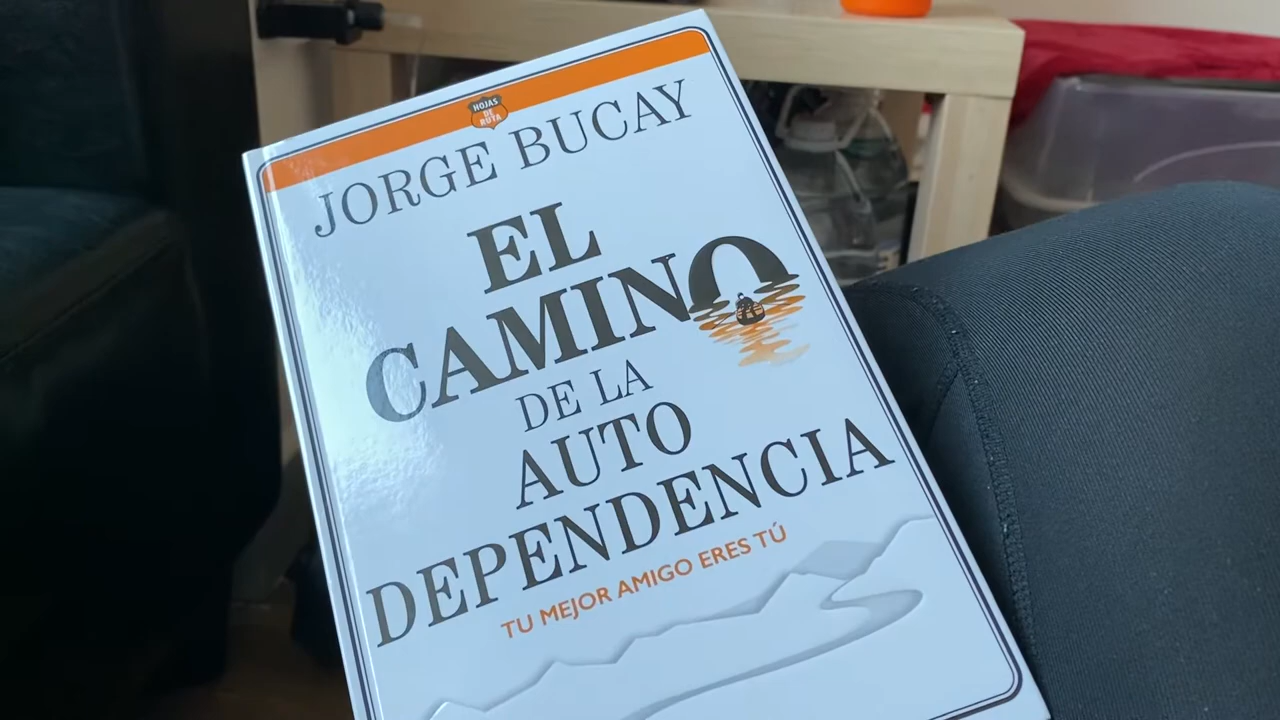 HOJAS
DE
RUTA
JORGE BUCAY
EL
CAMINO
DE LA
AUTO
DEPENDENCIA
TU MEJOR AMIGO ERES TÚ